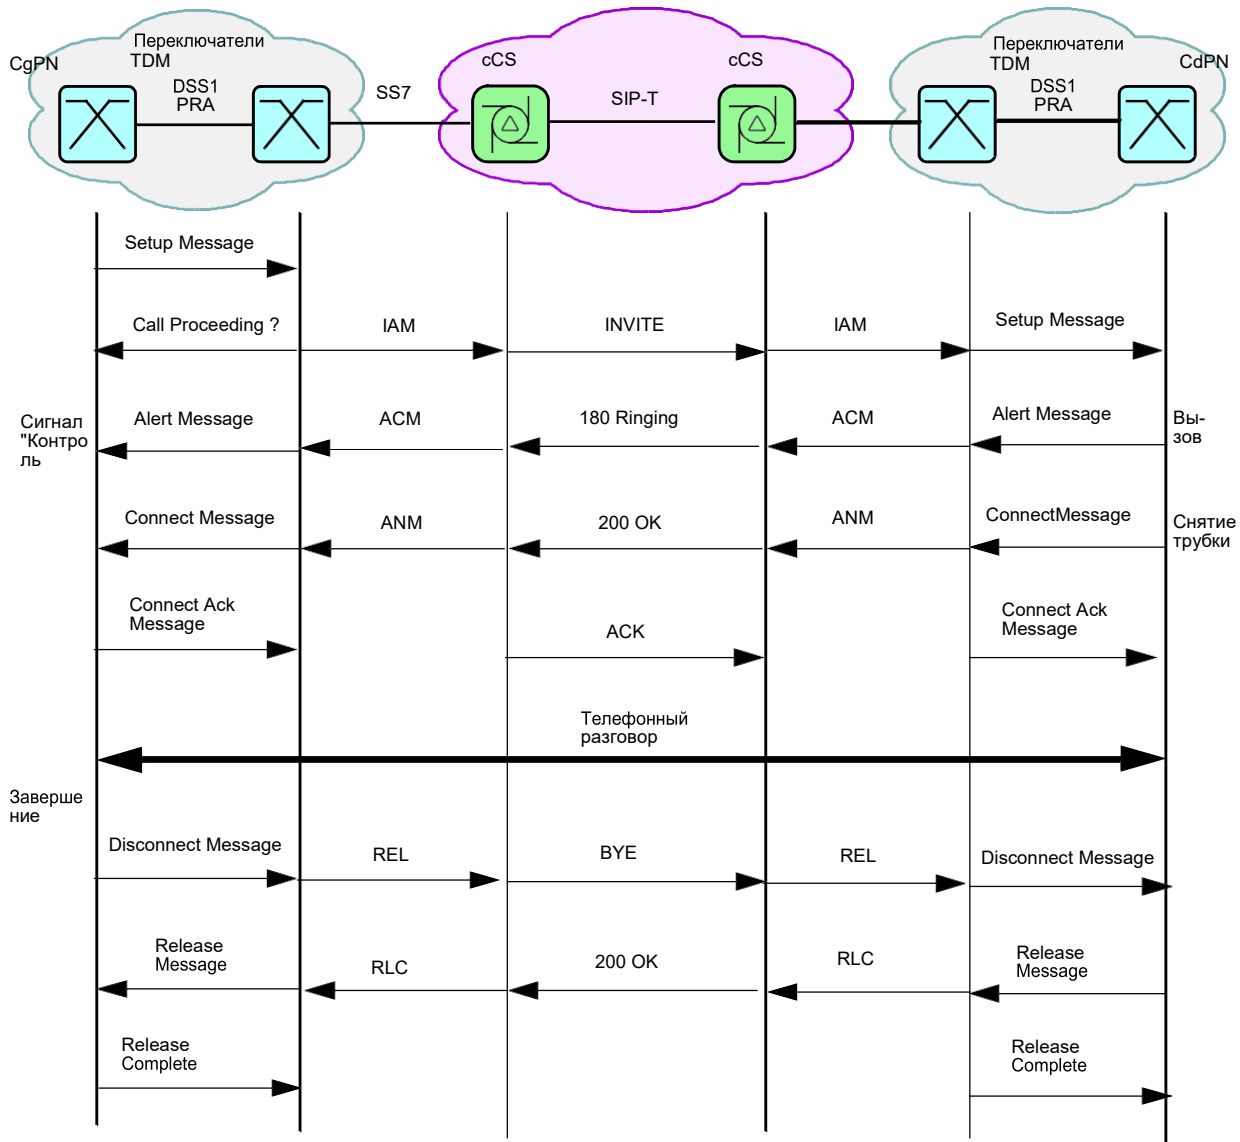 Переключатели
TDM
CgPN
DSS1
PRA
SS7
cCS
SIP-T
cCS
Переключатели
TDM
CdPN
DSS1
PRA
Setup Message
Call Proceeding ?
IAM
INVITE
IAM
Setup Message
Сигнал
"Контро
ль
Alert Message
ACM
180 Ringing
ACM
Alert Message
Вы-
зов
Connect Message
ANM
200 OK
ANM
ConnectMessage
Снятие
трубки
Connect Ack
Message
ACK
Connect Ack
Message
Телефонный
разговор
Заверше
ние
Disconnect Message
REL
BYE
REL
Disconnect Message
Release
Message
RLC
200 OK
RLC
Release
Message
Release
Complete
Release
Complete